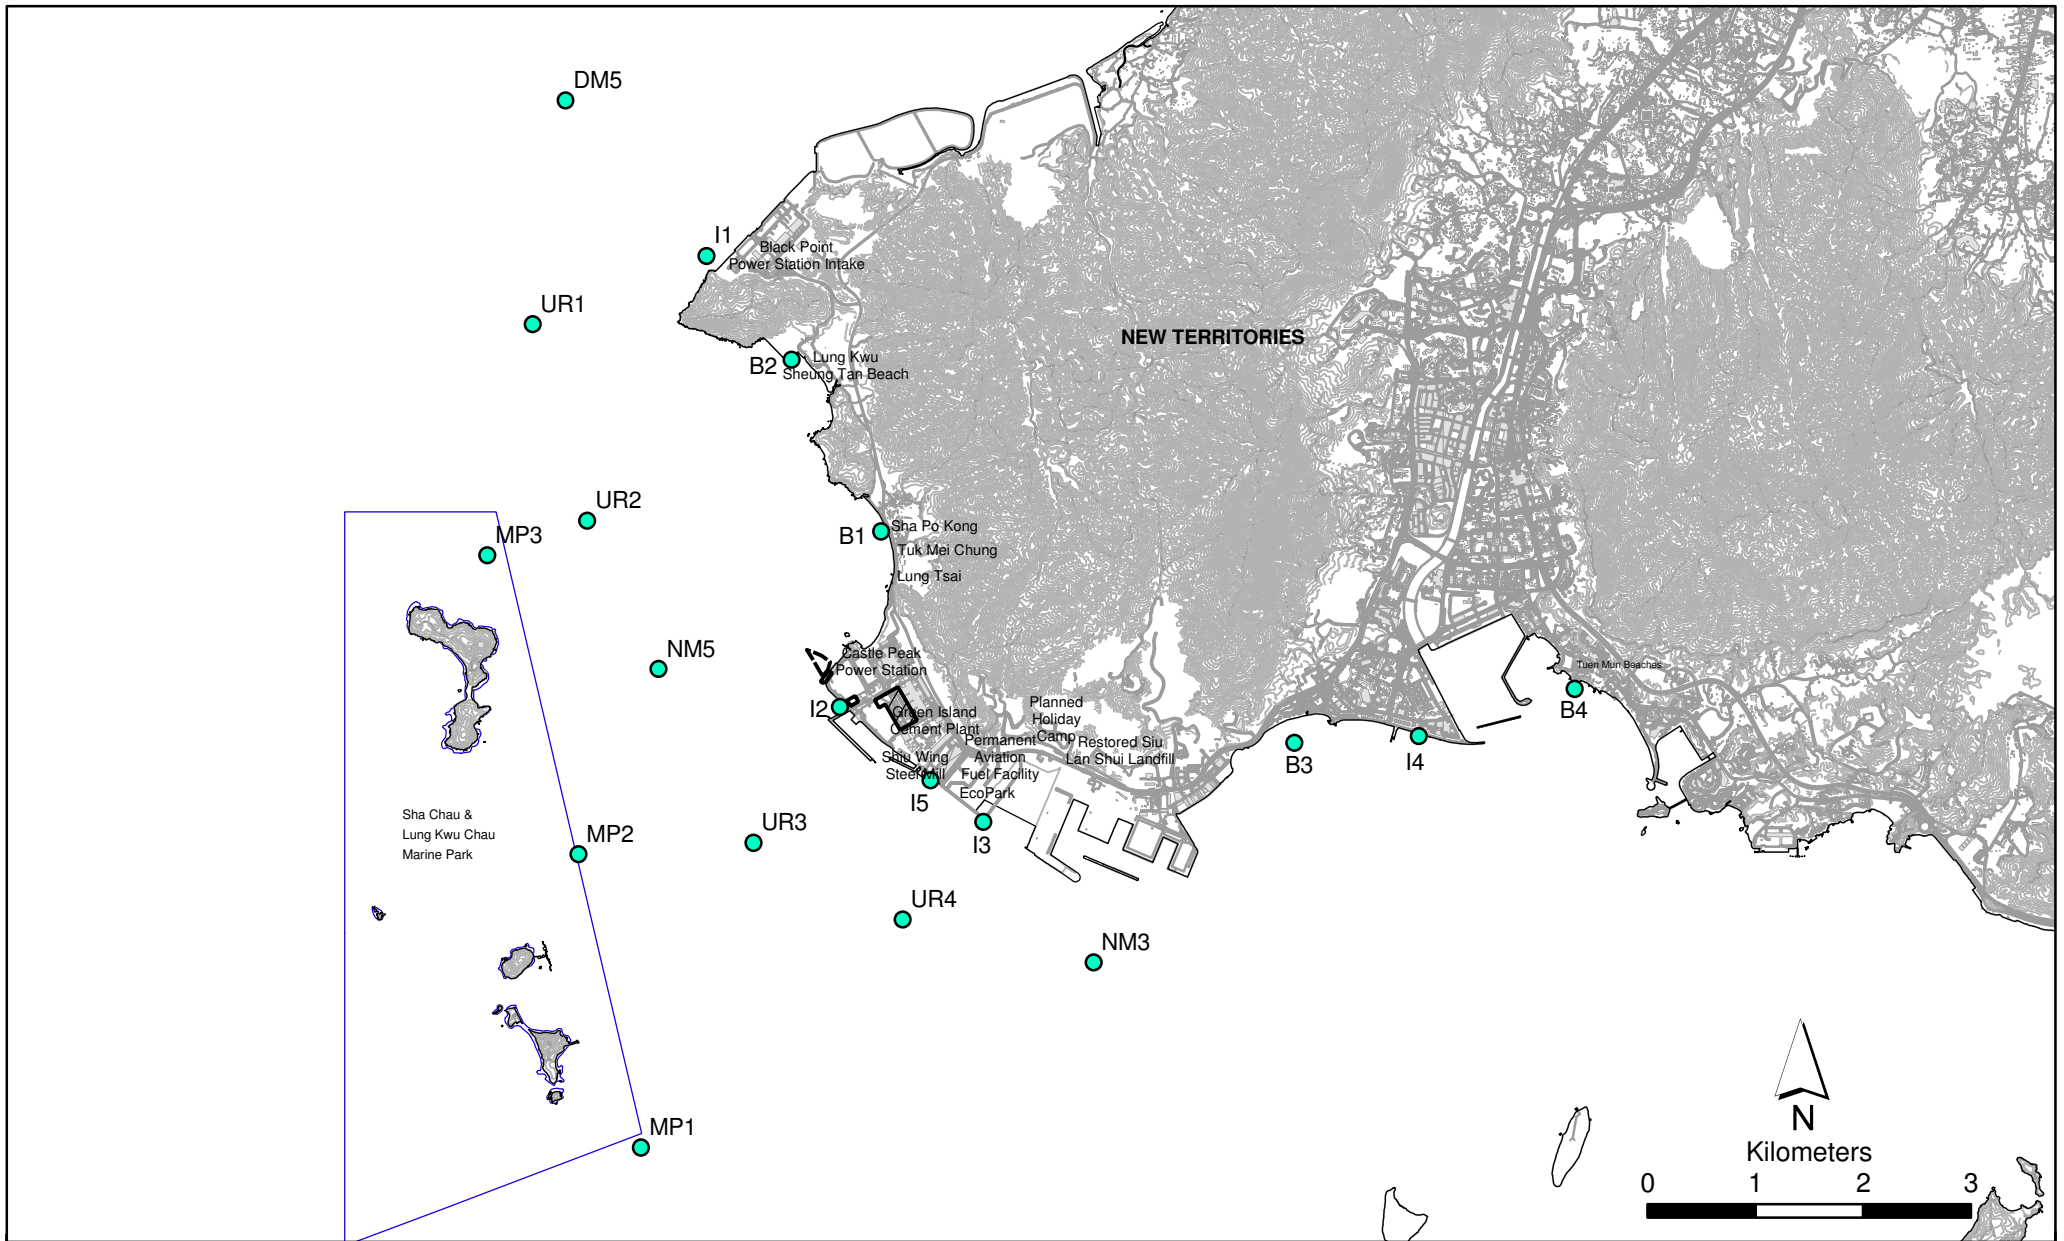 DM5
I1
Black Point
Power Station Intake
UR1
NEW TERRITORIES
B2
Lung Kwu
Sheung Tan Beach
UR2
MP3
B1
Sha Po Kong
Tuk Mei Chung
Lung Tsai
NM5
Castle Peak
Power Station
Tuen Mun Beaches
I2
Green Island
Cement Plant
Planned
Holiday
Camp
B4
Permanent
Aviation
Fuel Facility
Restored Siu
Lan Shui Landfill
B3
I4
Shiu Wing
Steel Mill
I5
EcoPark
I3
Sha Chau &
Lung Kwu Chau
Marine Park
MP2
UR3
UR4
NM3
MP1
N
Kilometers
0 1 2 3